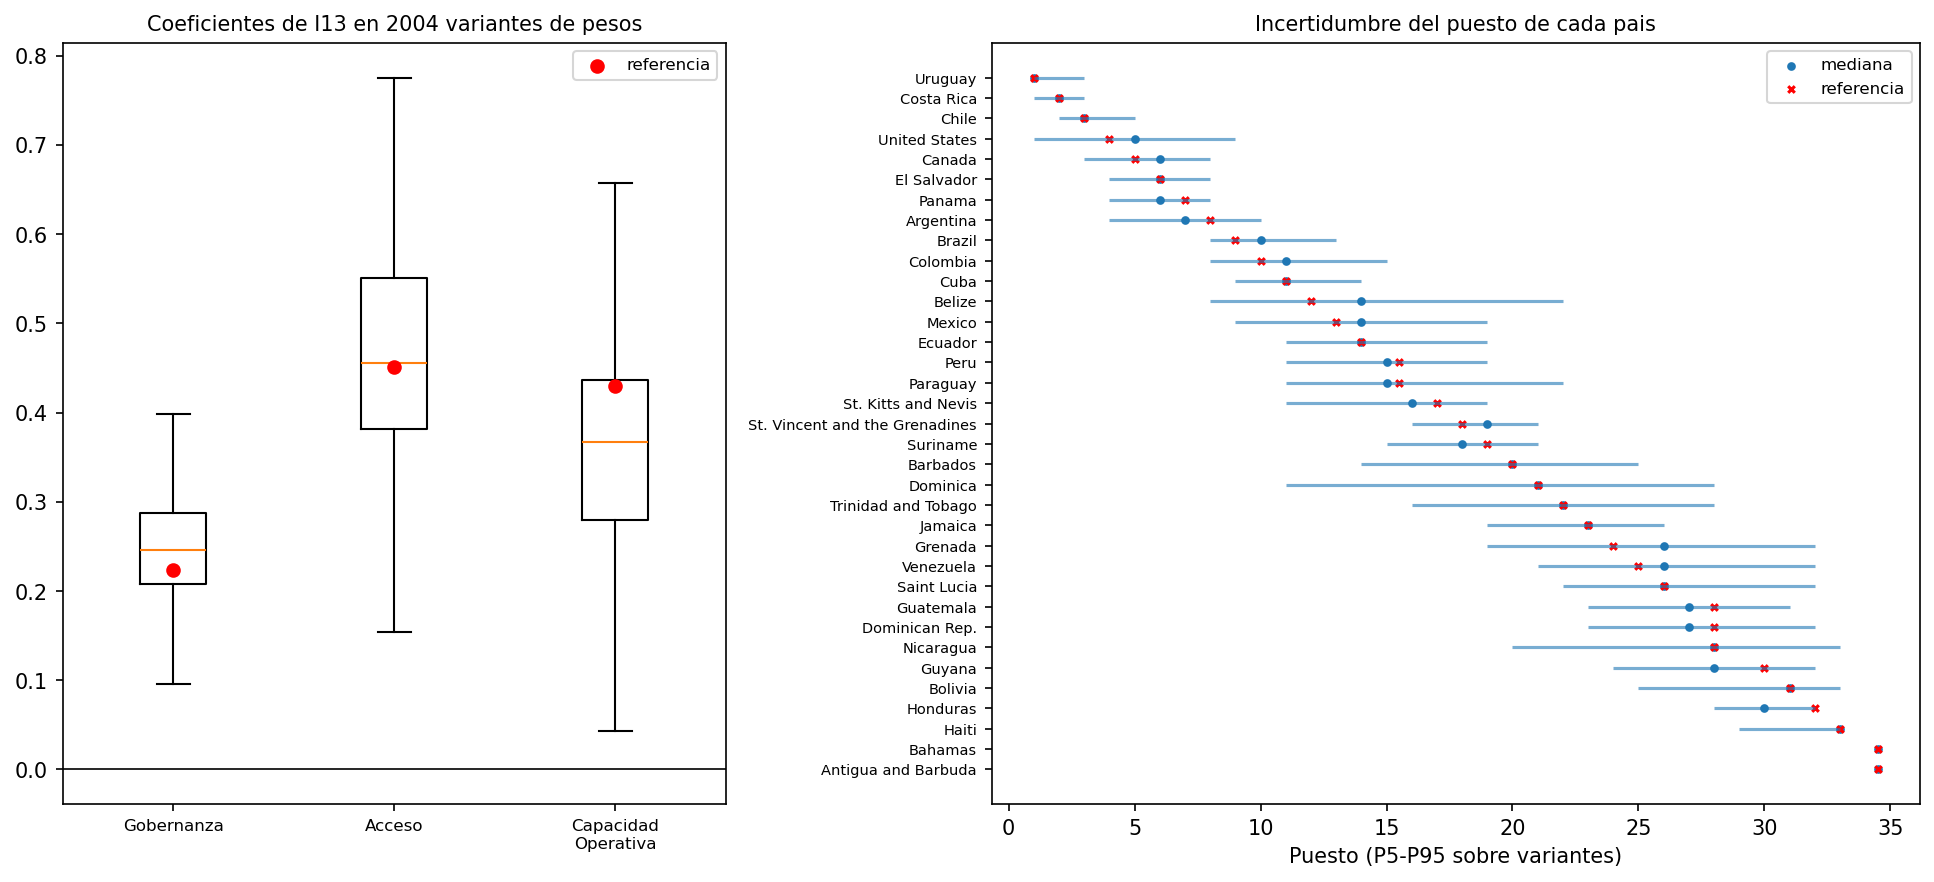 Coeficientes de I13 en 2004 variantes de pesos
referencia
0.8
0.7
0.6
0.5
0.4
0.3
0.2
0.1
0.0
Gobernanza
Acceso
Capacidad
Operativa
Incertidumbre del puesto de cada pais
mediana
referencia
Uruguay
Costa Rica
Chile
United States
Canada
El Salvador
Panama
Argentina
Brazil
Colombia
Cuba
Belize
Mexico
Ecuador
Peru
Paraguay
St. Kitts and Nevis
St. Vincent and the Grenadines
Suriname
Barbados
Dominica
Trinidad and Tobago
Jamaica
Grenada
Venezuela
Saint Lucia
Guatemala
Dominican Rep.
Nicaragua
Guyana
Bolivia
Honduras
Haiti
Bahamas
Antigua and Barbuda
0 5 10 15 20 25 30 35
Puesto (P5-P95 sobre variantes)